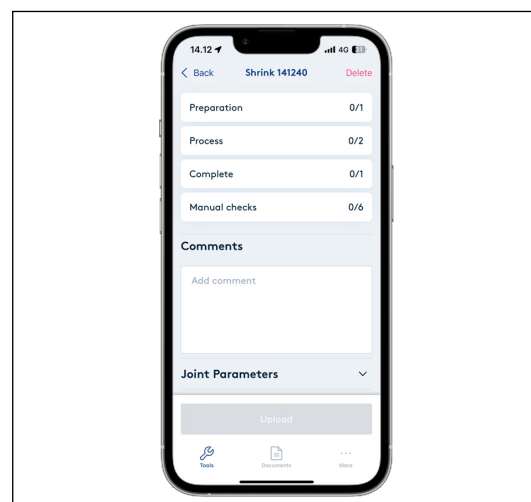 14.12 4G 31
Back Shrink 141240 Delete
Preparation 0/1
Process 0/2
Complete 0/1
Manual checks 0/6
Comments
Add comment
Joint Parameters
Upload
Tools Documents More